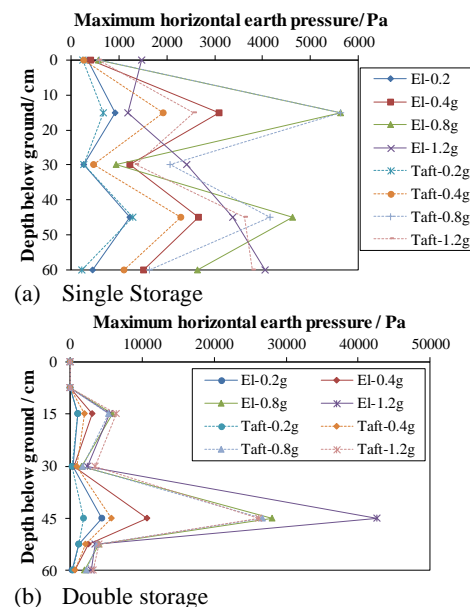 Maximum horizontal earth pressure/ Pa
0 1000 2000 3000 4000 5000 6000
Depth below ground/ cm
0
10
20
30
40
50
60
El-0.2
El-0.4g
El-0.8g
El-1.2g
Taft-0.2g
Taft-0.4g
Taft-0.8g
Taft-1.2g
(a) Single Storage
Maximum horizontal earth pressure / Pa
0 10000 20000 30000 40000 50000
Depth below ground / cm
0
15
30
45
60
El-0.2g El-0.4g
El-0.8g El-1.2g
Taft-0.2g Taft-0.4g
Taft-0.8g Taft-1.2g
(b) Double storage